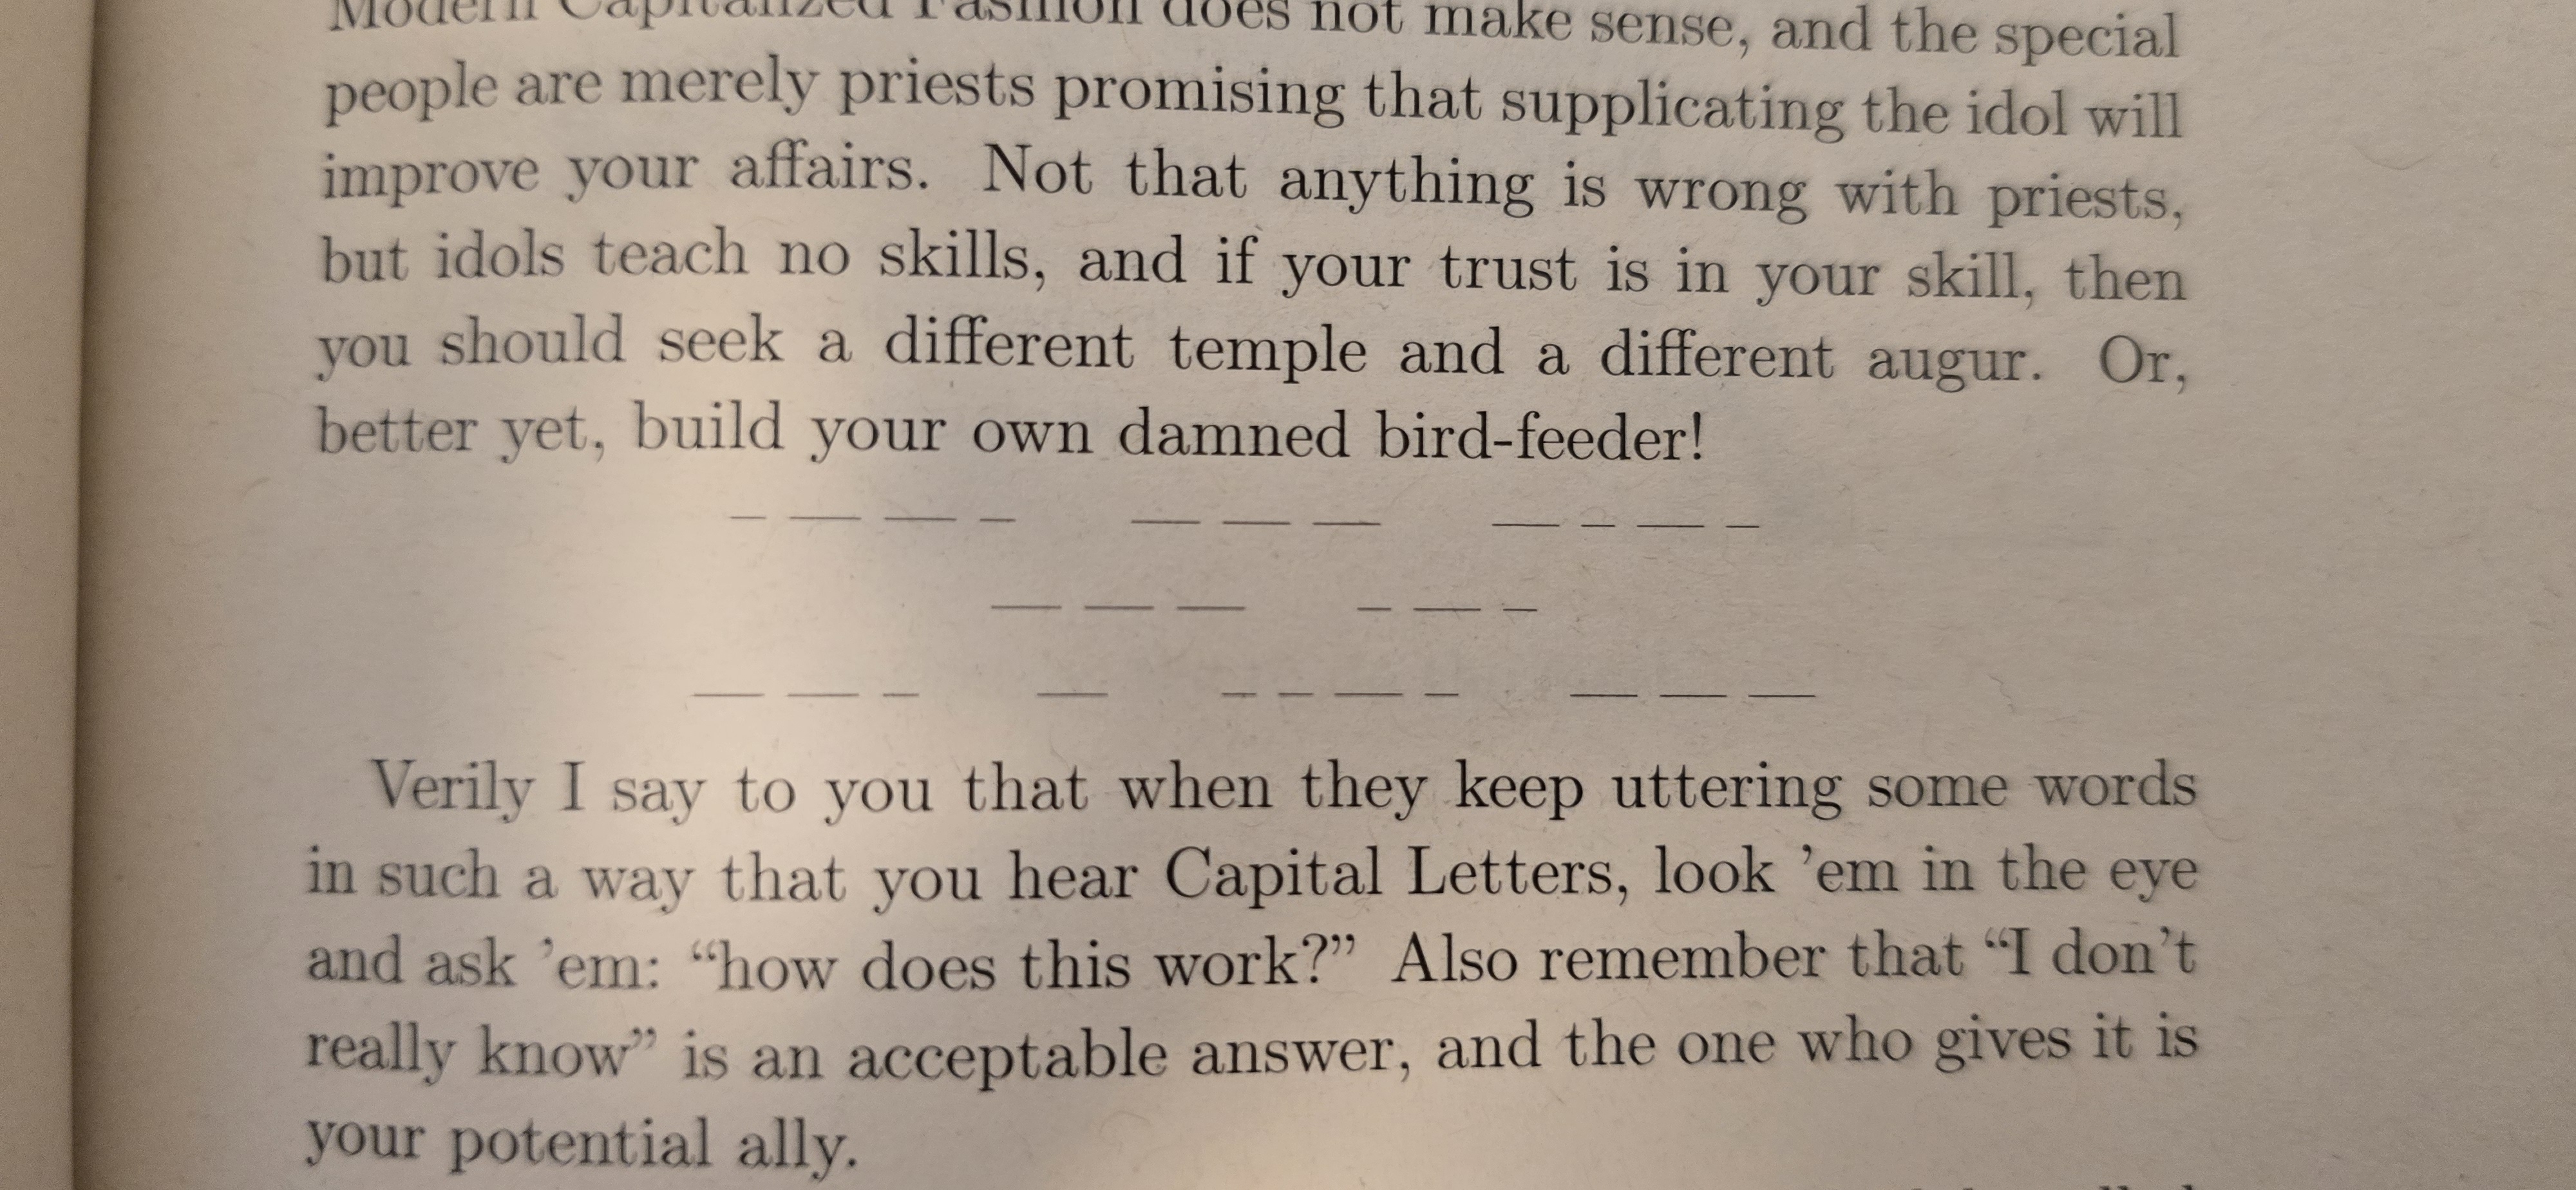 Modern Capitalized Fashion does not make sense, and the special
people are merely priests promising that supplicating the idol will
improve your affairs. Not that anything is wrong with priests,
but idols teach no skills, and if your trust is in your skill, then
you should seek a different temple and a different augur. Or,
better yet, build your own damned bird-feeder!
– — — – — — — — – — –
— — — – — –
— — – — – – — – — — —
Verily I say to you that when they keep uttering some words
in such a way that you hear Capital Letters, look ’em in the eye
and ask ’em: “how does this work?” Also remember that “I don’t
really know” is an acceptable answer, and the one who gives it is
your potential ally.